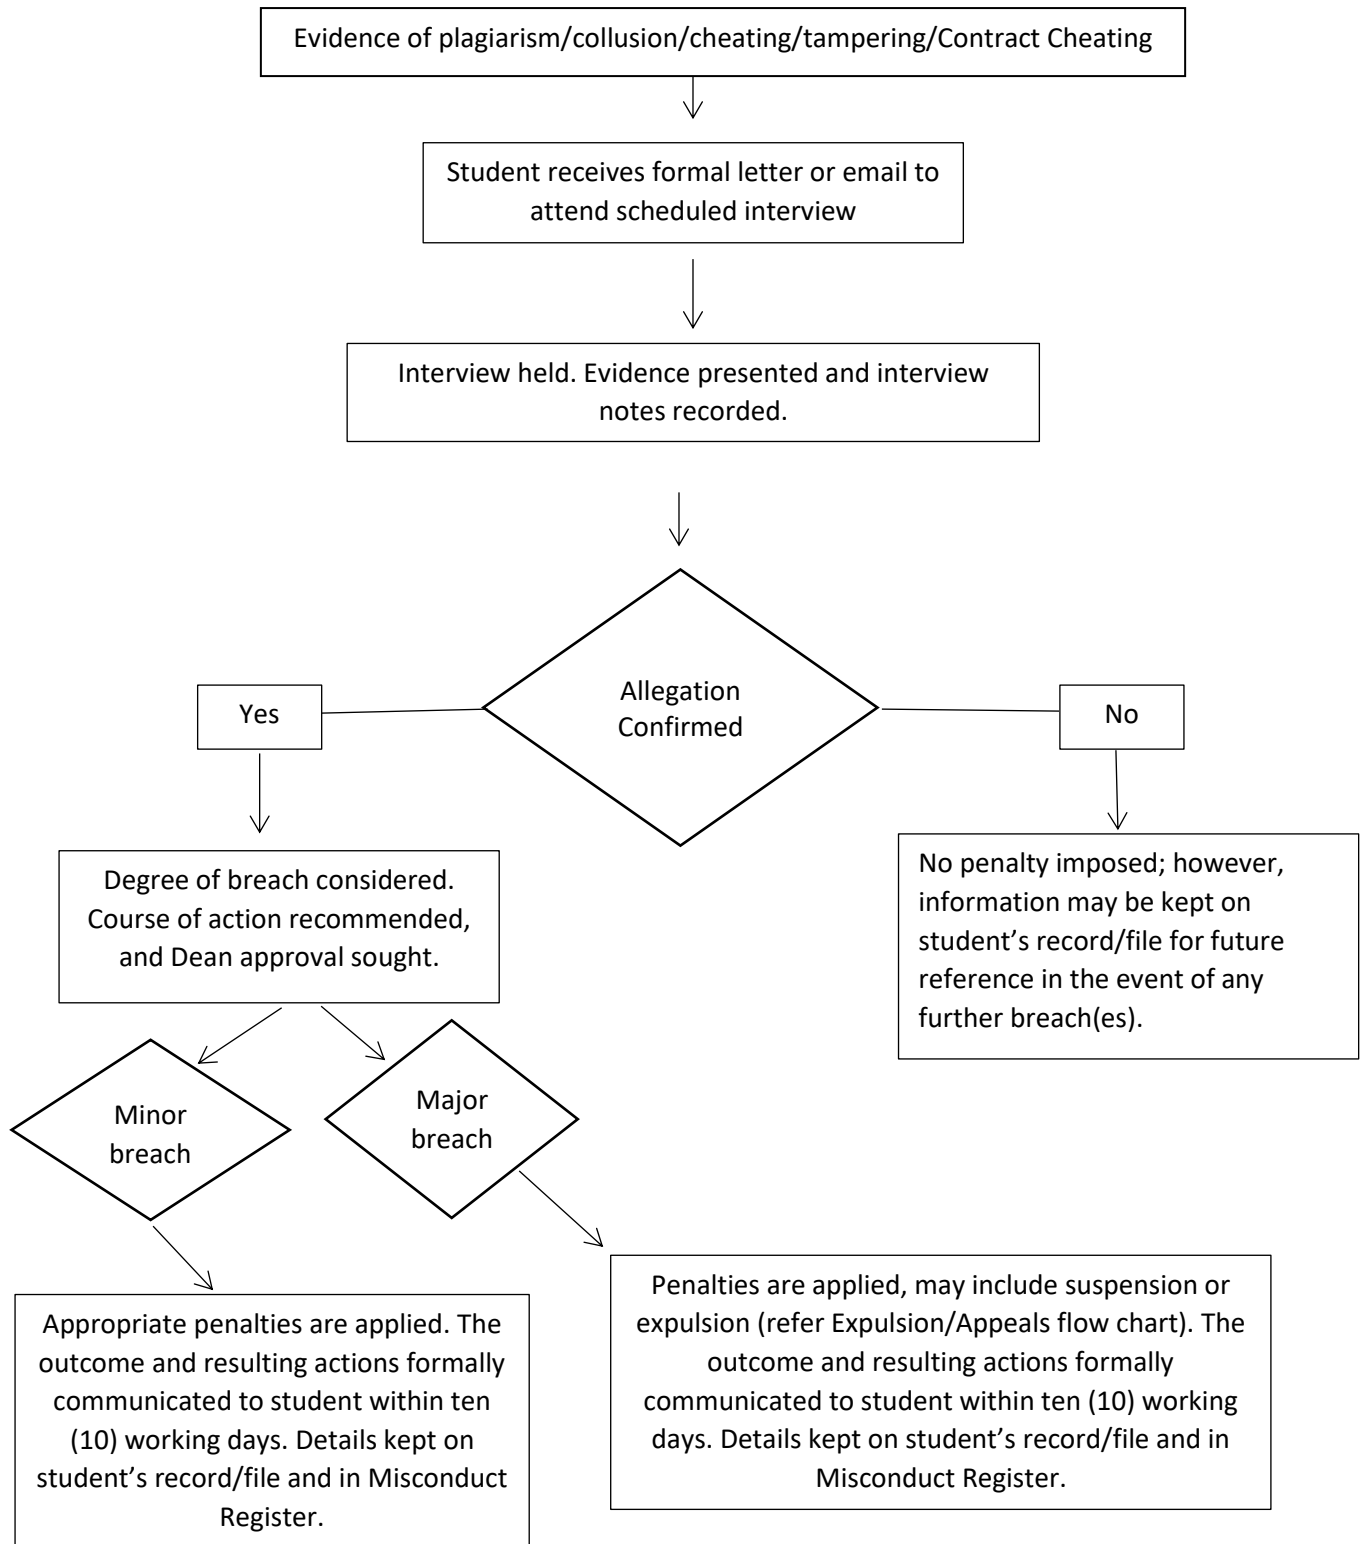 Evidence of plagiarism/collusion/cheating/tampering/Contract Cheating
Student receives formal letter or email to
attend scheduled interview
Interview held. Evidence presented and interview
notes recorded.
Allegation
Confirmed
Yes
No
Degree of breach considered.
Course of action recommended,
and Dean approval sought.
No penalty imposed; however,
information may be kept on
student’s record/file for future
reference in the event of any
further breach(es).
Minor
breach
Major
breach
Appropriate penalties are applied. The
outcome and resulting actions formally
communicated to student within ten
(10) working days. Details kept on
student’s record/file and in Misconduct
Register.
Penalties are applied, may include suspension or
expulsion (refer Expulsion/Appeals flow chart). The
outcome and resulting actions formally
communicated to student within ten (10) working
days. Details kept on student’s record/file and in
Misconduct Register.